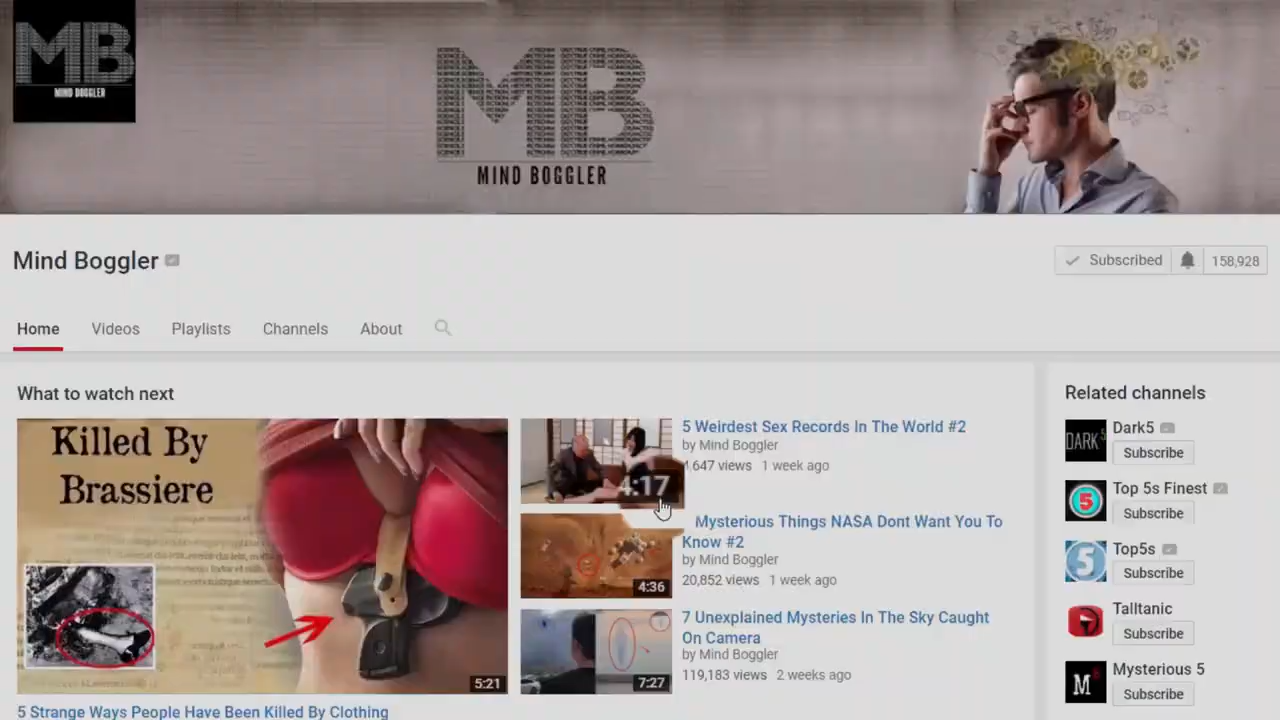 MB
MIND BOGGLER
MB
MIND BOGGLER
Mind Boggler
Subscribed
158,928
Home
Videos
Playlists
Channels
About
What to watch next
Killed By
Brassiere
5:21
5 Strange Ways People Have Been Killed By Clothing
4:17
5 Weirdest Sex Records In The World #2
by Mind Boggler
647 views 1 week ago
4:36
Mysterious Things NASA Dont Want You To
Know #2
by Mind Boggler
20,852 views 1 week ago
7:27
7 Unexplained Mysteries In The Sky Caught
On Camera
by Mind Boggler
119,183 views 2 weeks ago
Related channels
DARK5
Dark5
Subscribe
5
Top 5s Finest
Subscribe
5
Top5s
Subscribe
Talltanic
Subscribe
M5
Mysterious 5
Subscribe